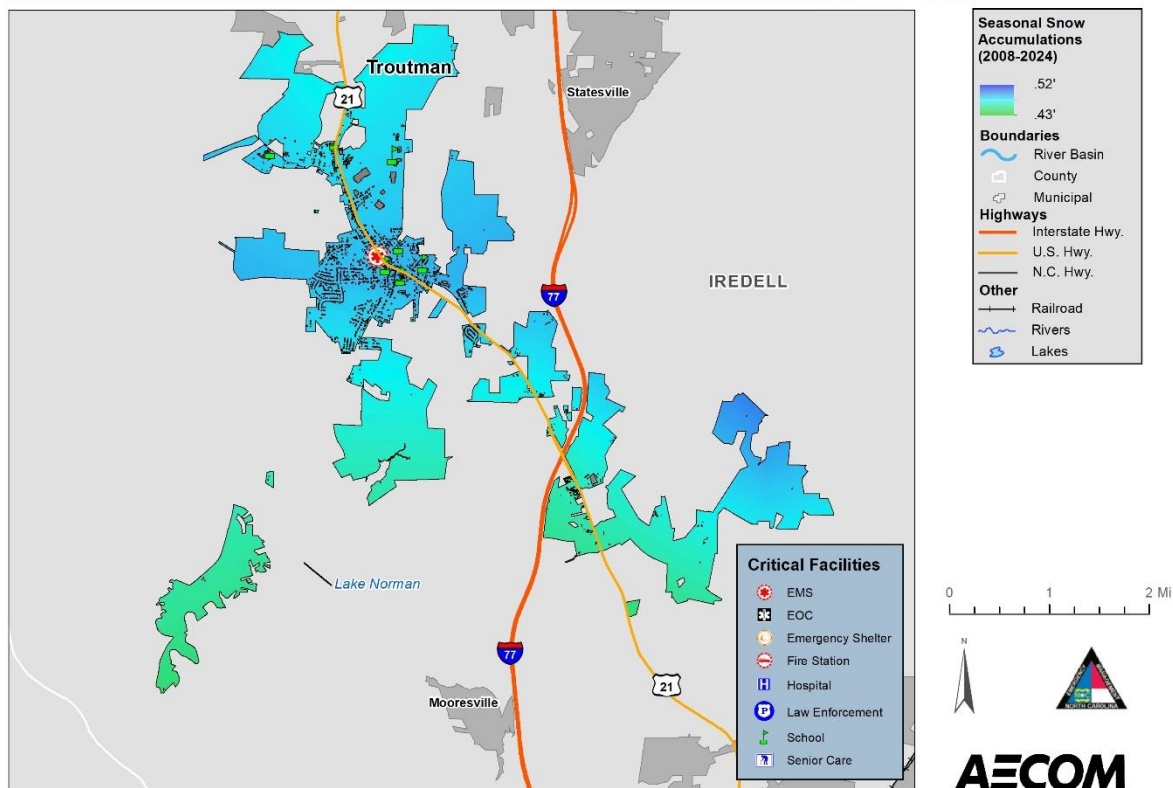 Troutman
21
Statesville
77
IREDELL
Lake Norman
77
21
Mooresville
Critical Facilities
EMS
EOC
Emergency Shelter
Fire Station
H Hospital
P Law Enforcement
School
Senior Care
Seasonal Snow
Accumulations
(2008-2024)
.52'
.43'
Boundaries
River Basin
County
Municipal
Highways
Interstate Hwy.
U.S. Hwy.
N.C. Hwy.
Other
Railroad
Rivers
Lakes
0 1 2 Mi
N
EMERGENCY
MANAGEMENT
NORTH CAROLINA
AECOM